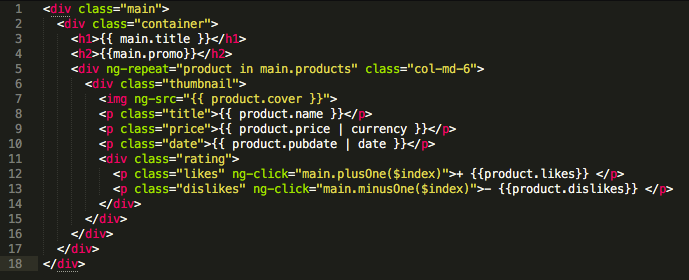 1 <div class="main">
2   <div class="container">
3     <h1>{{ main.title }}</h1>
4     <h2>{{main.promo}}</h2>
5     <div ng-repeat="product in main.products" class="col-md-6">
6       <div class="thumbnail">
7         <img ng-src="{{ product.cover }}">
8         <p class="title">{{ product.name }}</p>
9         <p class="price">{{ product.price | currency }}</p>
10         <p class="date">{{ product.pubdate | date }}</p>
11         <div class="rating">
12           <p class="likes" ng-click="main.plusOne($index)">+ {{product.likes}} </p>
13           <p class="dislikes" ng-click="main.minusOne($index)">- {{product.dislikes}} </p>
14         </div>
15       </div>
16     </div>
17   </div>
18 </div>